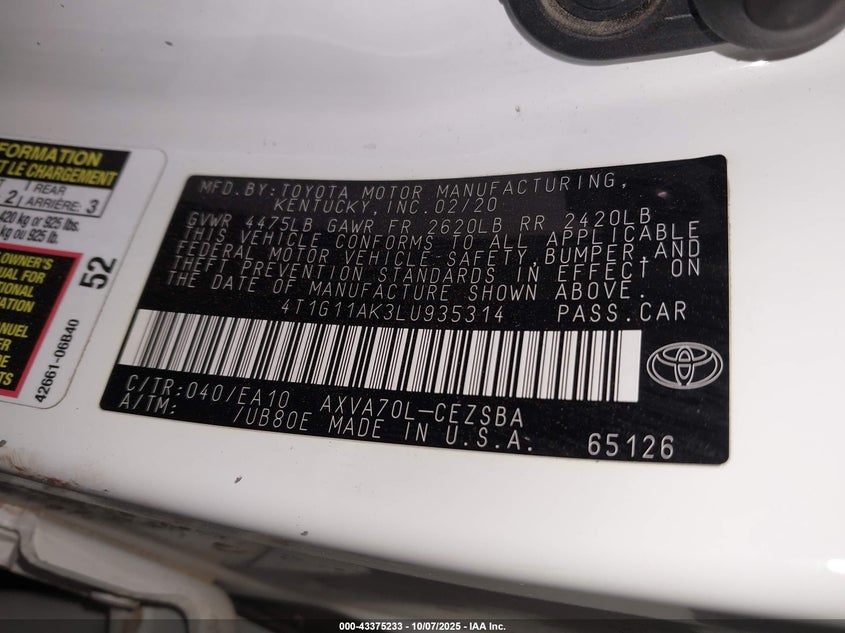 FORMATION
T LE CHARGEMENT
2 REAR 3
ARRIÈRE:
420 kg or 925 lbs.
kg ou 925 lb.
OWNER'S
UAL FOR
TIONAL
MATION
MANUEL
52
42661-06B40
MFD. BY: TOYOTA MOTOR MANUFACTURING,
KENTUCKY, INC. 02/20
GVWR 4475LB GAWR FR 2620LB RR 2420LB
THIS VEHICLE CONFORMS TO ALL APPLICABLE
FEDERAL MOTOR VEHICLE-SAFETY, BUMPER, AND
THEFT PREVENTION STANDARDS IN EFFECT ON
THE DATE OF MANUFACTURE SHOWN ABOVE.
4T1G11AK3LU935314 PASS.CAR
C/TR: 040/EA10 AXVA70L-CEZSBA
A/TM: /UB80E MADE IN U.S.A. 65126
000-43375233 - 10/07/2025 - IAA Inc.